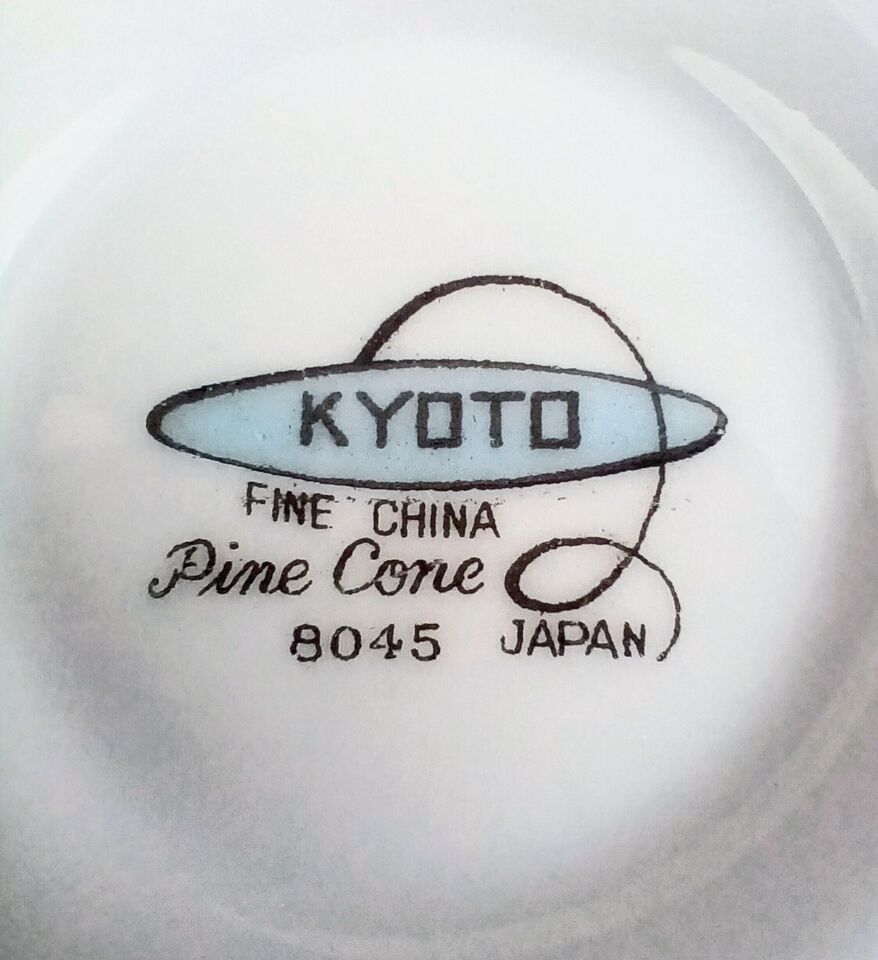 KYOTO
FINE CHINA
Pine Cone
8045 JAPAN